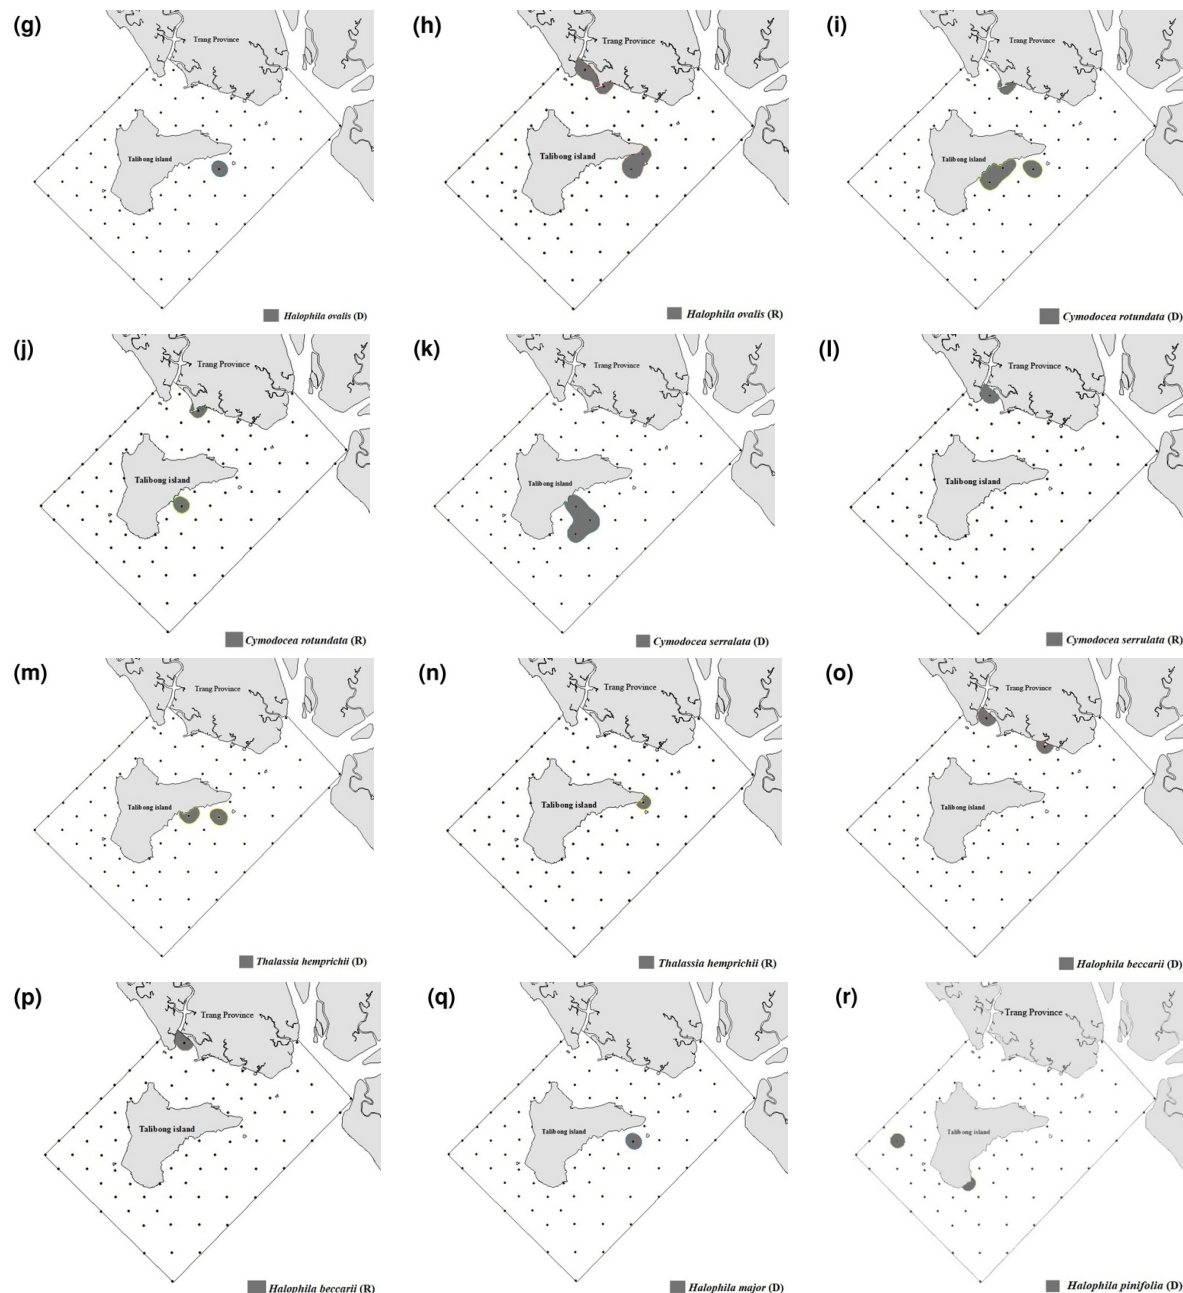 (g)
Trang Province
Talibong island
Halophila ovalis (D)
(h)
Trang Province
Talibong island
Halophila ovalis (R)
(i)
Trang Province
Talibong island
Cymodocea rotundata (D)
(j)
Trang Province
Talibong island
Cymodocea rotundata (R)
(k)
Trang Province
Talibong island
Cymodocea serralata (D)
(l)
Trang Province
Talibong island
Cymodocea serrulata (R)
(m)
Trang Province
Talibong island
Thalassia hemprichii (D)
(n)
Trang Province
Talibong island
Thalassia hemprichii (R)
(o)
Trang Province
Talibong island
Halophila beccarii (D)
(p)
Trang Province
Talibong island
Halophila beccarii (R)
(q)
Trang Province
Talibong island
Halophila major (D)
(r)
Trang Province
Talibong island
Halophila pinifolia (D)